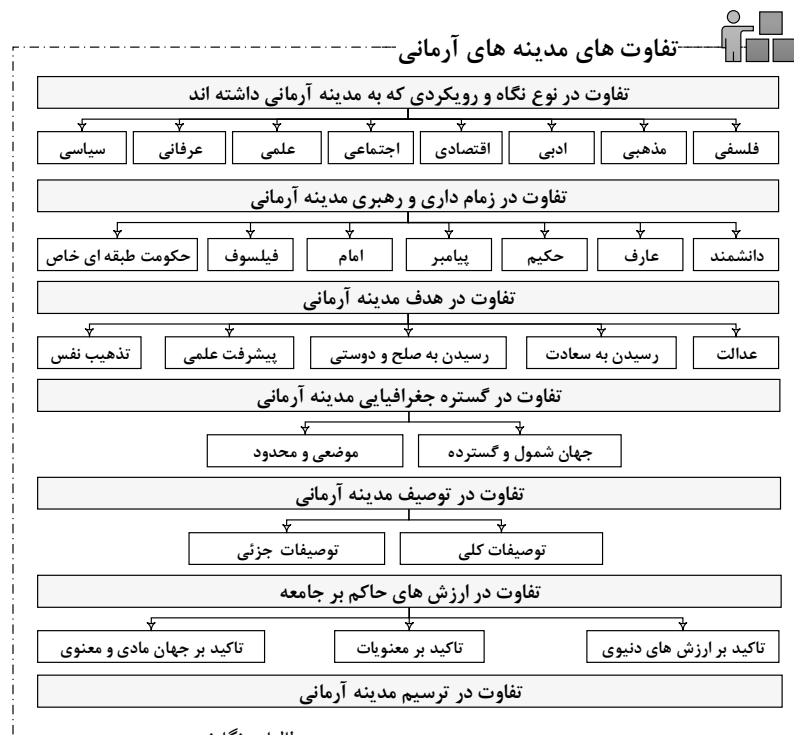 تفاوت های مدینه های آرمانی
تفاوت در نوع نگاه و رویکردی که به مدینه آرمانی داشته اند
فلسفی مذهبی ادبی اقتصادی اجتماعی علمی عرفانی سیاسی
تفاوت در زمام داری و رهبری مدینه آرمانی
دانشمند عارف حکیم پیامبر امام فیلسوف حکومت طبقه ای خاص
تفاوت در هدف مدینه آرمانی
عدالت رسیدن به سعادت رسیدن به صلح و دوستی پیشرفت علمی تذهیب نفس
تفاوت در گستره جغرافیایی مدینه آرمانی
جهان شمول و گسترده موضعی و محدود
تفاوت در توصیف مدینه آرمانی
توصیفات کلی توصیفات جزئی
تفاوت در ارزش های حاکم بر جامعه
تاکید بر ارزش های دنیوی تاکید بر معنویات تاکید بر جهان مادی و معنوی
تفاوت در ترسیم مدینه آرمانی